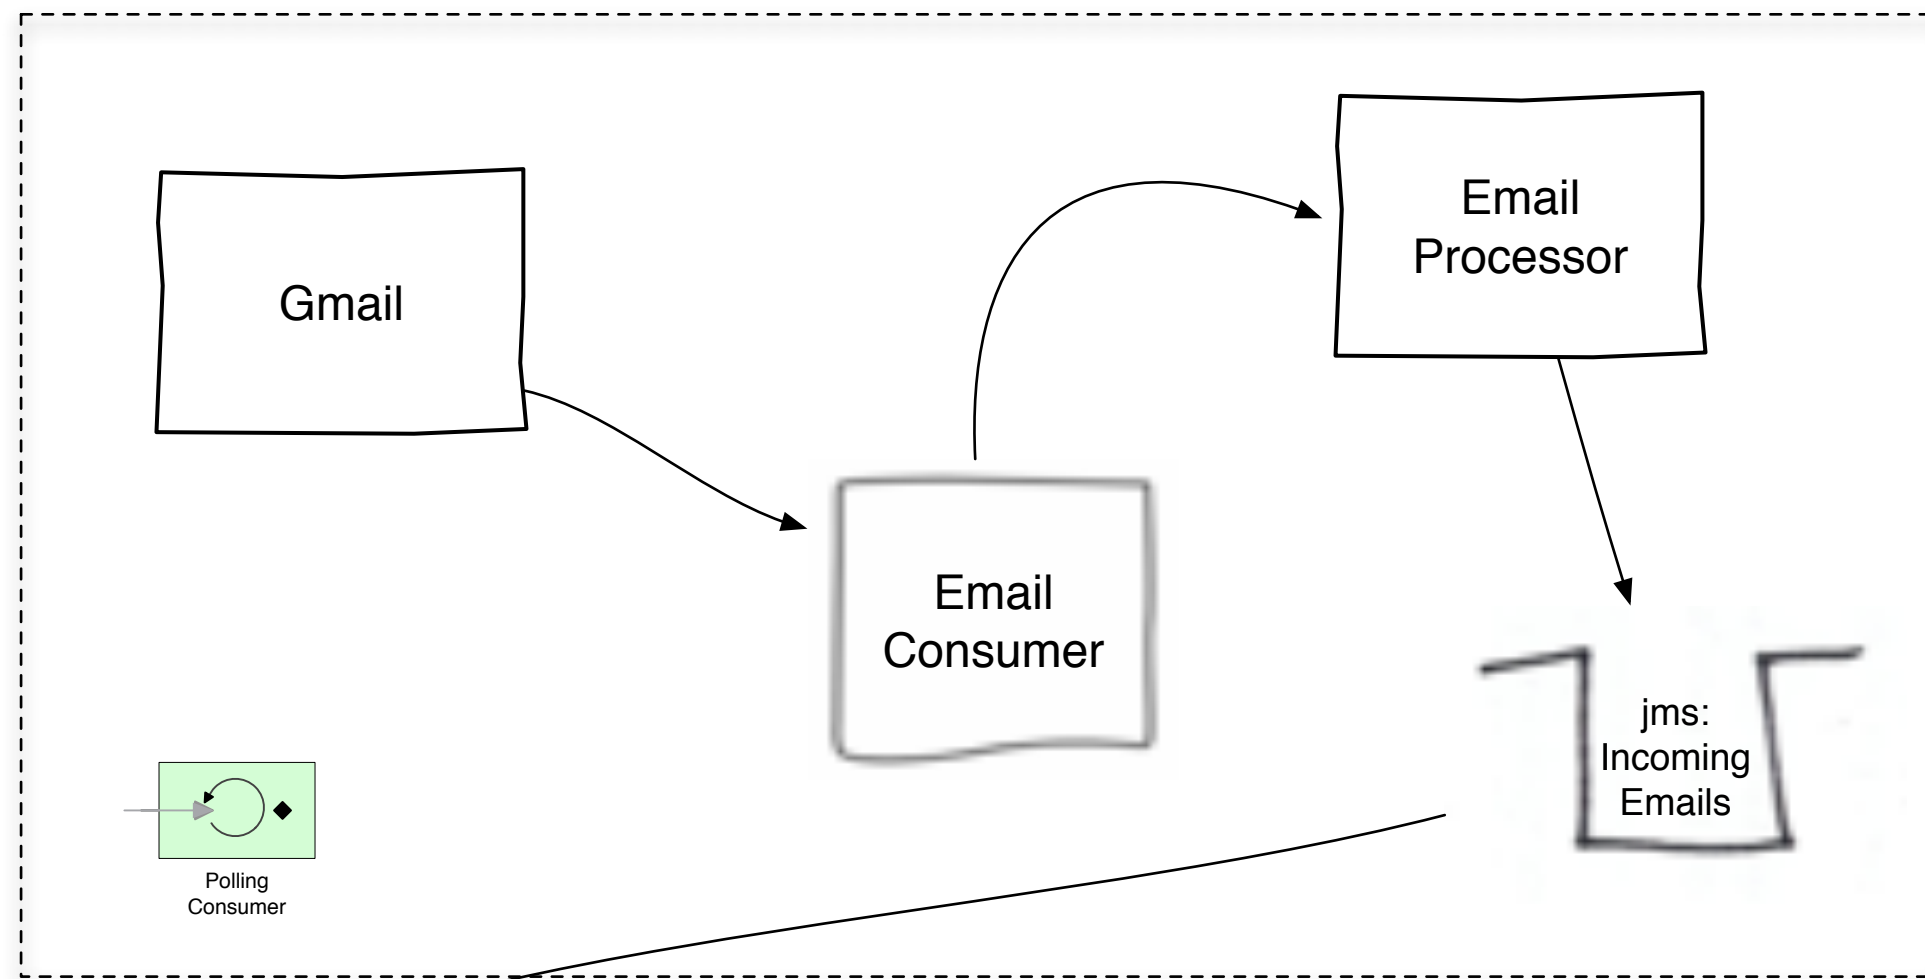 Gmail
Email
Processor
Email
Consumer
jms:
Incoming
Emails
Polling
Consumer